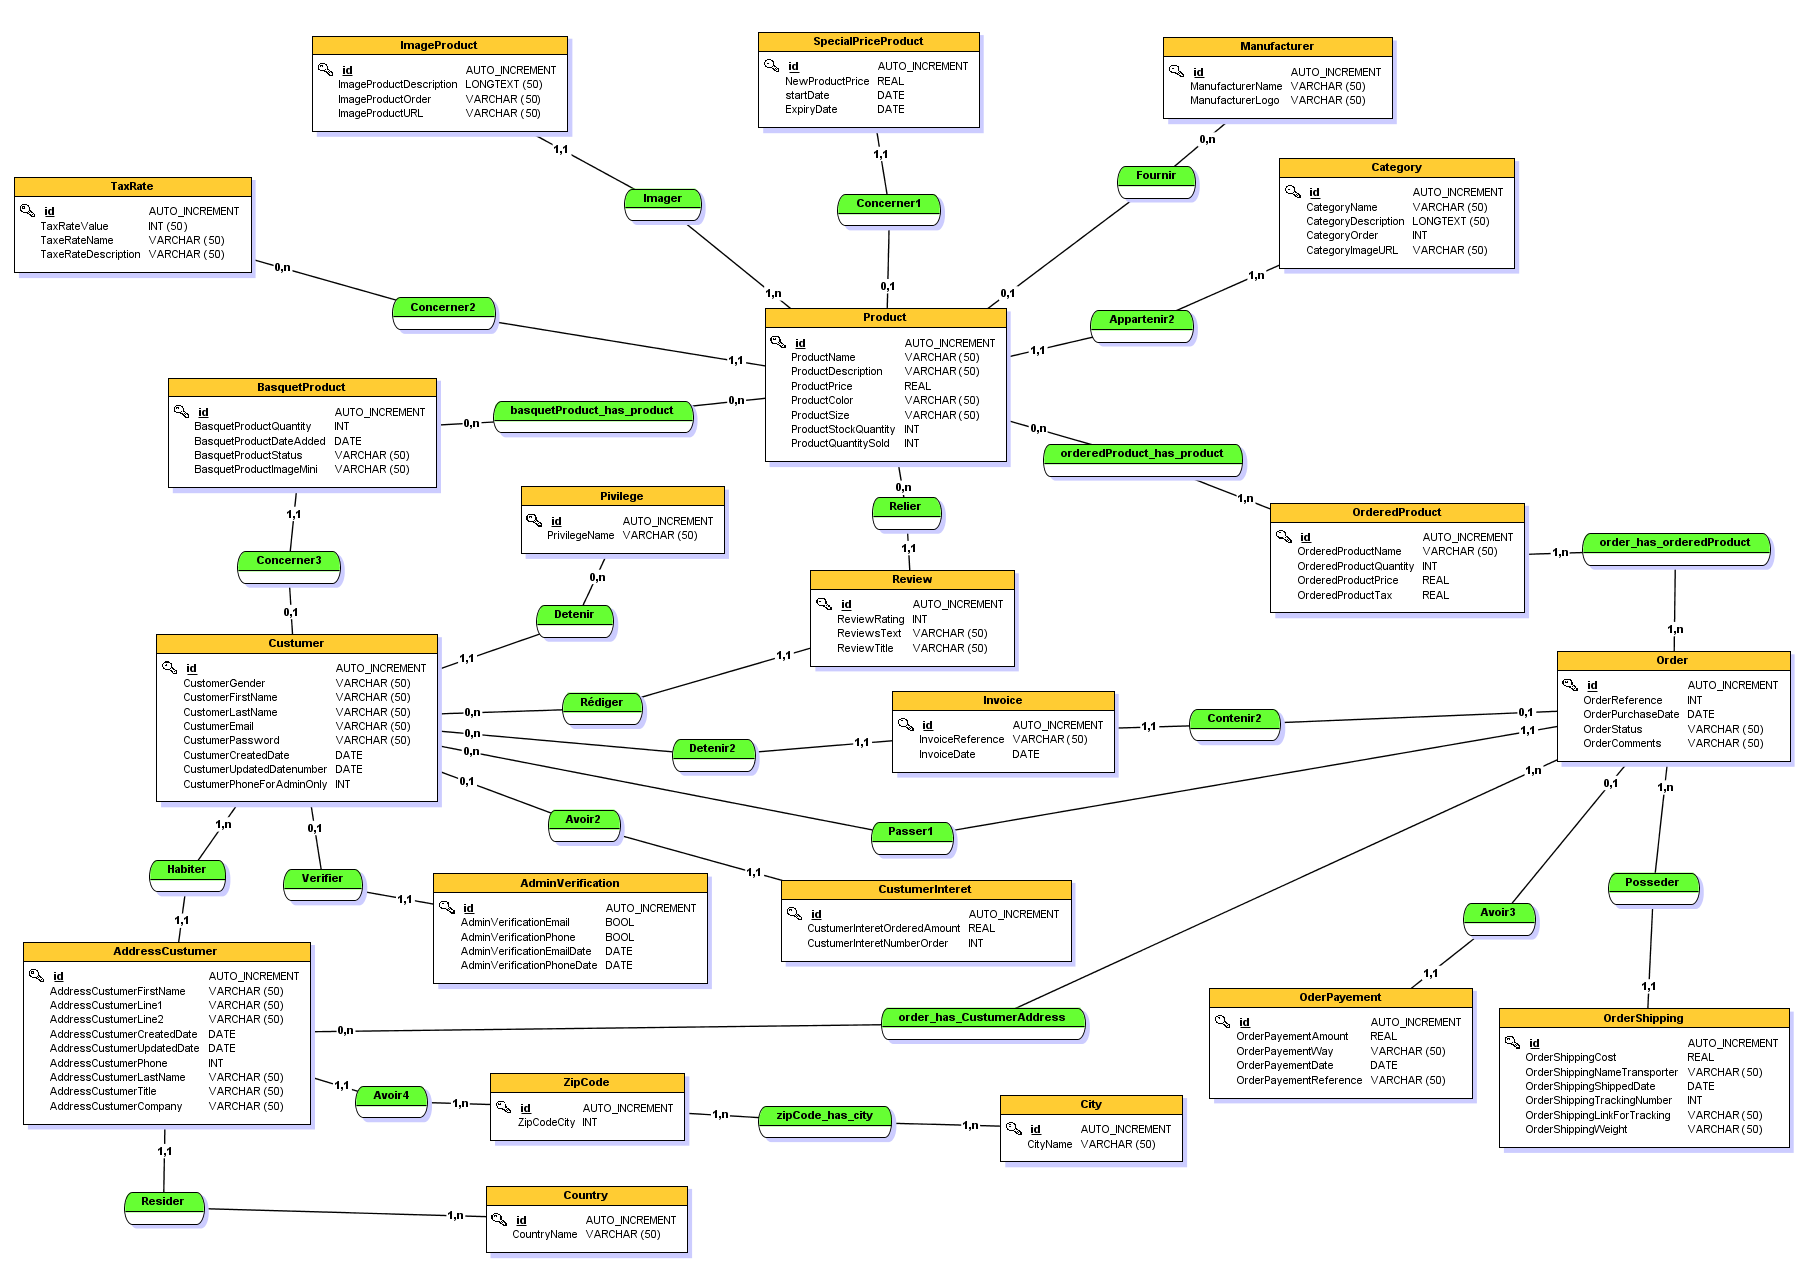 ImageProduct
id AUTO_INCREMENT
ImageProductDescription LONGTEXT (50)
ImageProductOrder VARCHAR (50)
ImageProductURL VARCHAR (50)
1,1
Imager
1,n
SpecialPriceProduct
id AUTO_INCREMENT
NewProductPrice REAL
startDate DATE
ExpiryDate DATE
1,1
Concerner1
0,1
Manufacturer
id AUTO_INCREMENT
ManufacturerName VARCHAR (50)
ManufacturerLogo VARCHAR (50)
0,n
Fournir
0,1
Category
id AUTO_INCREMENT
CategoryName VARCHAR (50)
CategoryDescription LONGTEXT (50)
CategoryOrder INT
CategoryImageURL VARCHAR (50)
1,n
Appartenir2
1,1
TaxRate
id AUTO_INCREMENT
TaxRateValue INT (50)
TaxeRateName VARCHAR (50)
TaxeRateDescription VARCHAR (50)
0,n
Concerner2
1,1
Product
id AUTO_INCREMENT
ProductName VARCHAR (50)
ProductDescription VARCHAR (50)
ProductPrice REAL
ProductColor VARCHAR (50)
ProductSize VARCHAR (50)
ProductStockQuantity INT
ProductQuantitySold INT
BasquetProduct
id AUTO_INCREMENT
BasquetProductQuantity INT
BasquetProductDateAdded DATE
BasquetProductStatus VARCHAR (50)
BasquetProductImageMini VARCHAR (50)
0,n
basquetProduct_has_product
0,n
1,1
Concerner3
0,1
0,n
orderedProduct_has_product
1,n
OrderedProduct
id AUTO_INCREMENT
OrderedProductName VARCHAR (50)
OrderedProductQuantity INT
OrderedProductPrice REAL
OrderedProductTax REAL
1,n
order_has_orderedProduct
1,n
Pivilege
id AUTO_INCREMENT
PrivilegeName VARCHAR (50)
0,n
Detenir
1,1
0,n
Relier
1,1
Review
id AUTO_INCREMENT
ReviewRating INT
ReviewsText VARCHAR (50)
ReviewTitle VARCHAR (50)
1,1
Rédiger
0,n
Custumer
id AUTO_INCREMENT
CustomerGender VARCHAR (50)
CustomerFirstName VARCHAR (50)
CustomerLastName VARCHAR (50)
CustumerEmail VARCHAR (50)
CustumerPassword VARCHAR (50)
CustumerCreatedDate DATE
CustumerUpdatedDatenumber DATE
CustumerPhoneForAdminOnly INT
Invoice
id AUTO_INCREMENT
InvoiceReference VARCHAR (50)
InvoiceDate DATE
0,n
Detenir2
1,1
1,1
Contenir2
0,1
Order
id AUTO_INCREMENT
OrderReference INT
OrderPurchaseDate DATE
OrderStatus VARCHAR (50)
OrderComments VARCHAR (50)
0,n
Passer1
1,1
0,1
Avoir2
1,1
CustumerInteret
id AUTO_INCREMENT
CustumerInteretOrderedAmount REAL
CustumerInteretNumberOrder INT
1,n
Habiter
1,1
0,1
Verifier
1,1
AdminVerification
id AUTO_INCREMENT
AdminVerificationEmail BOOL
AdminVerificationPhone BOOL
AdminVerificationEmailDate DATE
AdminVerificationPhoneDate DATE
AddressCustumer
id AUTO_INCREMENT
AddressCustumerFirstName VARCHAR (50)
AddressCustumerLine1 VARCHAR (50)
AddressCustumerLine2 VARCHAR (50)
AddressCustumerCreatedDate DATE
AddressCustumerUpdatedDate DATE
AddressCustumerPhone INT
AddressCustumerLastName VARCHAR (50)
AddressCustumerTitle VARCHAR (50)
AddressCustumerCompany VARCHAR (50)
0,n
order_has_CustumerAddress
1,n
0,1
Avoir3
1,1
OderPayement
id AUTO_INCREMENT
OrderPayementAmount REAL
OrderPayementWay VARCHAR (50)
OrderPayementDate DATE
OrderPayementReference VARCHAR (50)
1,n
Posseder
1,1
OrderShipping
id AUTO_INCREMENT
OrderShippingCost REAL
OrderShippingNameTransporter VARCHAR (50)
OrderShippingShippedDate DATE
OrderShippingTrackingNumber INT
OrderShippingLinkForTracking VARCHAR (50)
OrderShippingWeight VARCHAR (50)
1,1
Avoir4
1,n
ZipCode
id AUTO_INCREMENT
ZipCodeCity INT
1,n
zipCode_has_city
1,n
City
id AUTO_INCREMENT
CityName VARCHAR (50)
1,1
Resider
1,n
Country
id AUTO_INCREMENT
CountryName VARCHAR (50)